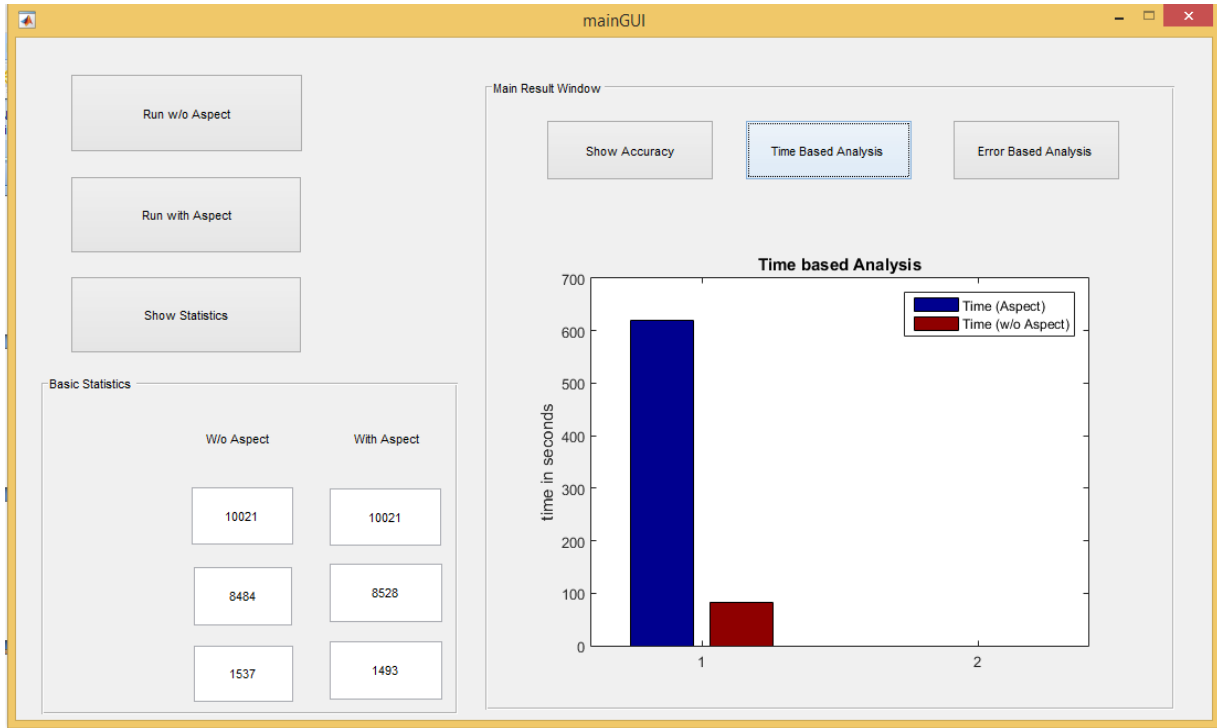 mainGUI
Run w/o Aspect
Run with Aspect
Show Statistics
Basic Statistics
W/o Aspect With Aspect
10021 10021
8484 8528
1537 1493
Main Result Window
Show Accuracy Time Based Analysis Error Based Analysis
Time based Analysis
Time (Aspect)
Time (w/o Aspect)
time in seconds
700
600
500
400
300
200
100
0
1 2